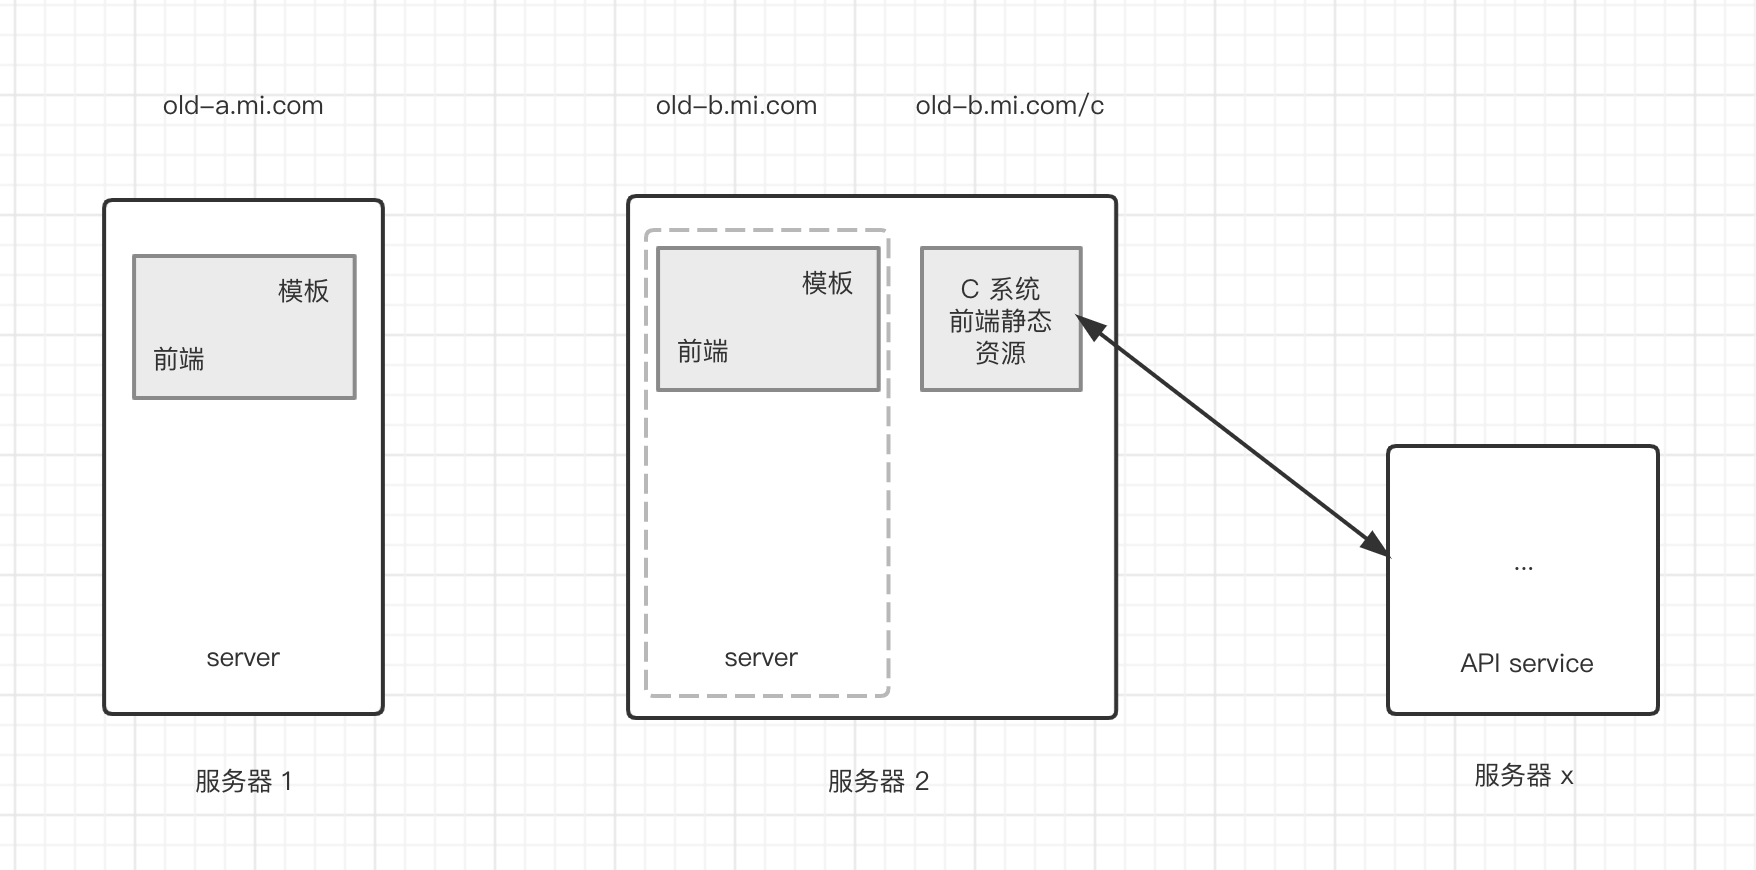 old-a.mi.com
old-b.mi.com
old-b.mi.com/c
模板
前端
server
服务器 1
模板
前端
server
C 系统
前端静态
资源
服务器 2
...
API service
服务器 x